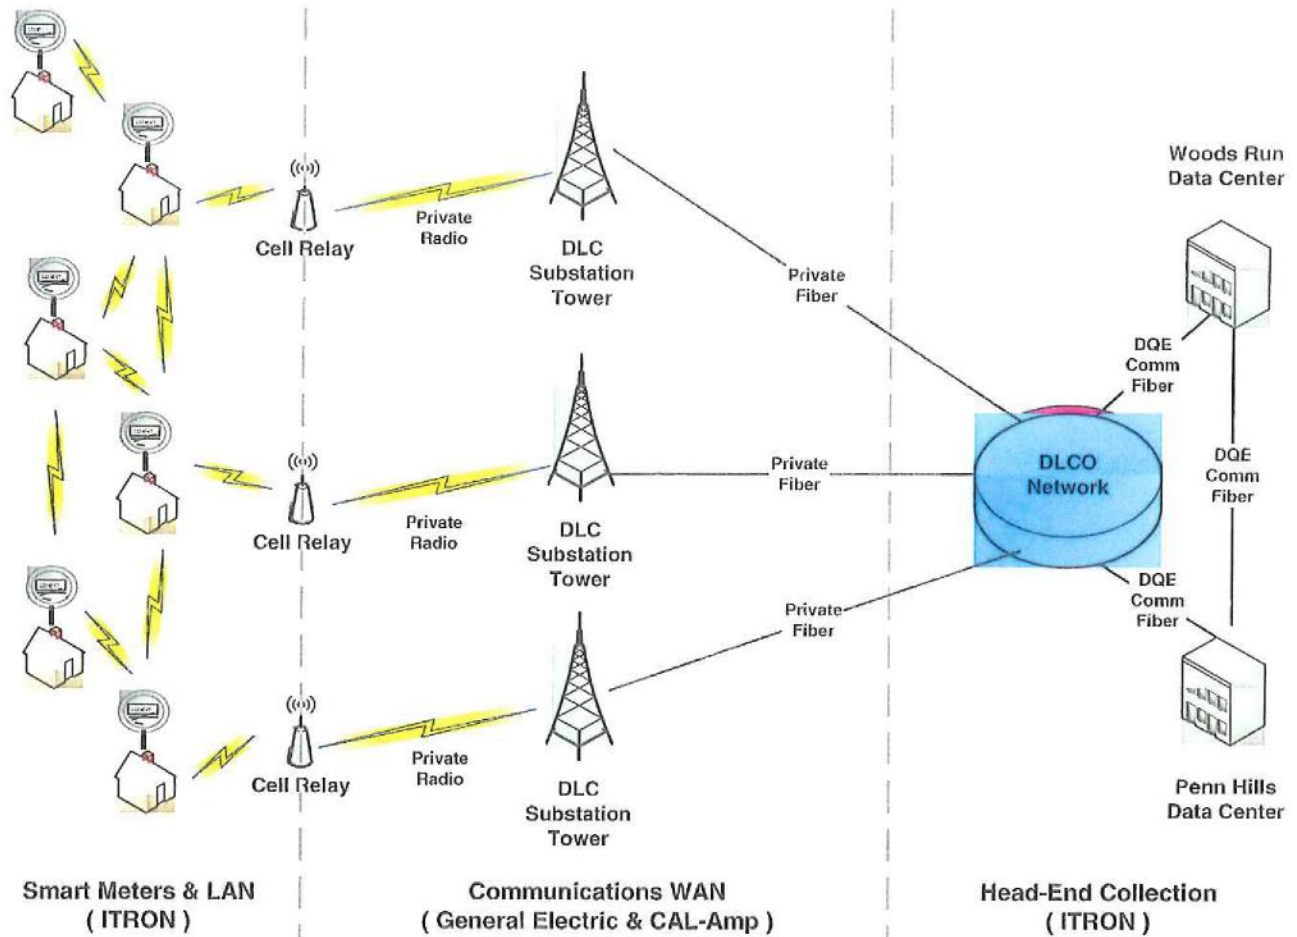 Woods Run
Data Center
Cell Relay
Private
Radio
DLC
Substation
Tower
Private
Fiber
DQE
Comm
Fiber
Cell Relay
Private
Radio
DLC
Substation
Tower
Private
Fiber
DLCO
Network
DQE
Comm
Fiber
Cell Relay
Private
Radio
DLC
Substation
Tower
Private
Fiber
DQE
Comm
Fiber
Penn Hills
Data Center
Smart Meters & LAN
( ITRON )
Communications WAN
( General Electric & CAL-Amp )
Head-End Collection
( ITRON )